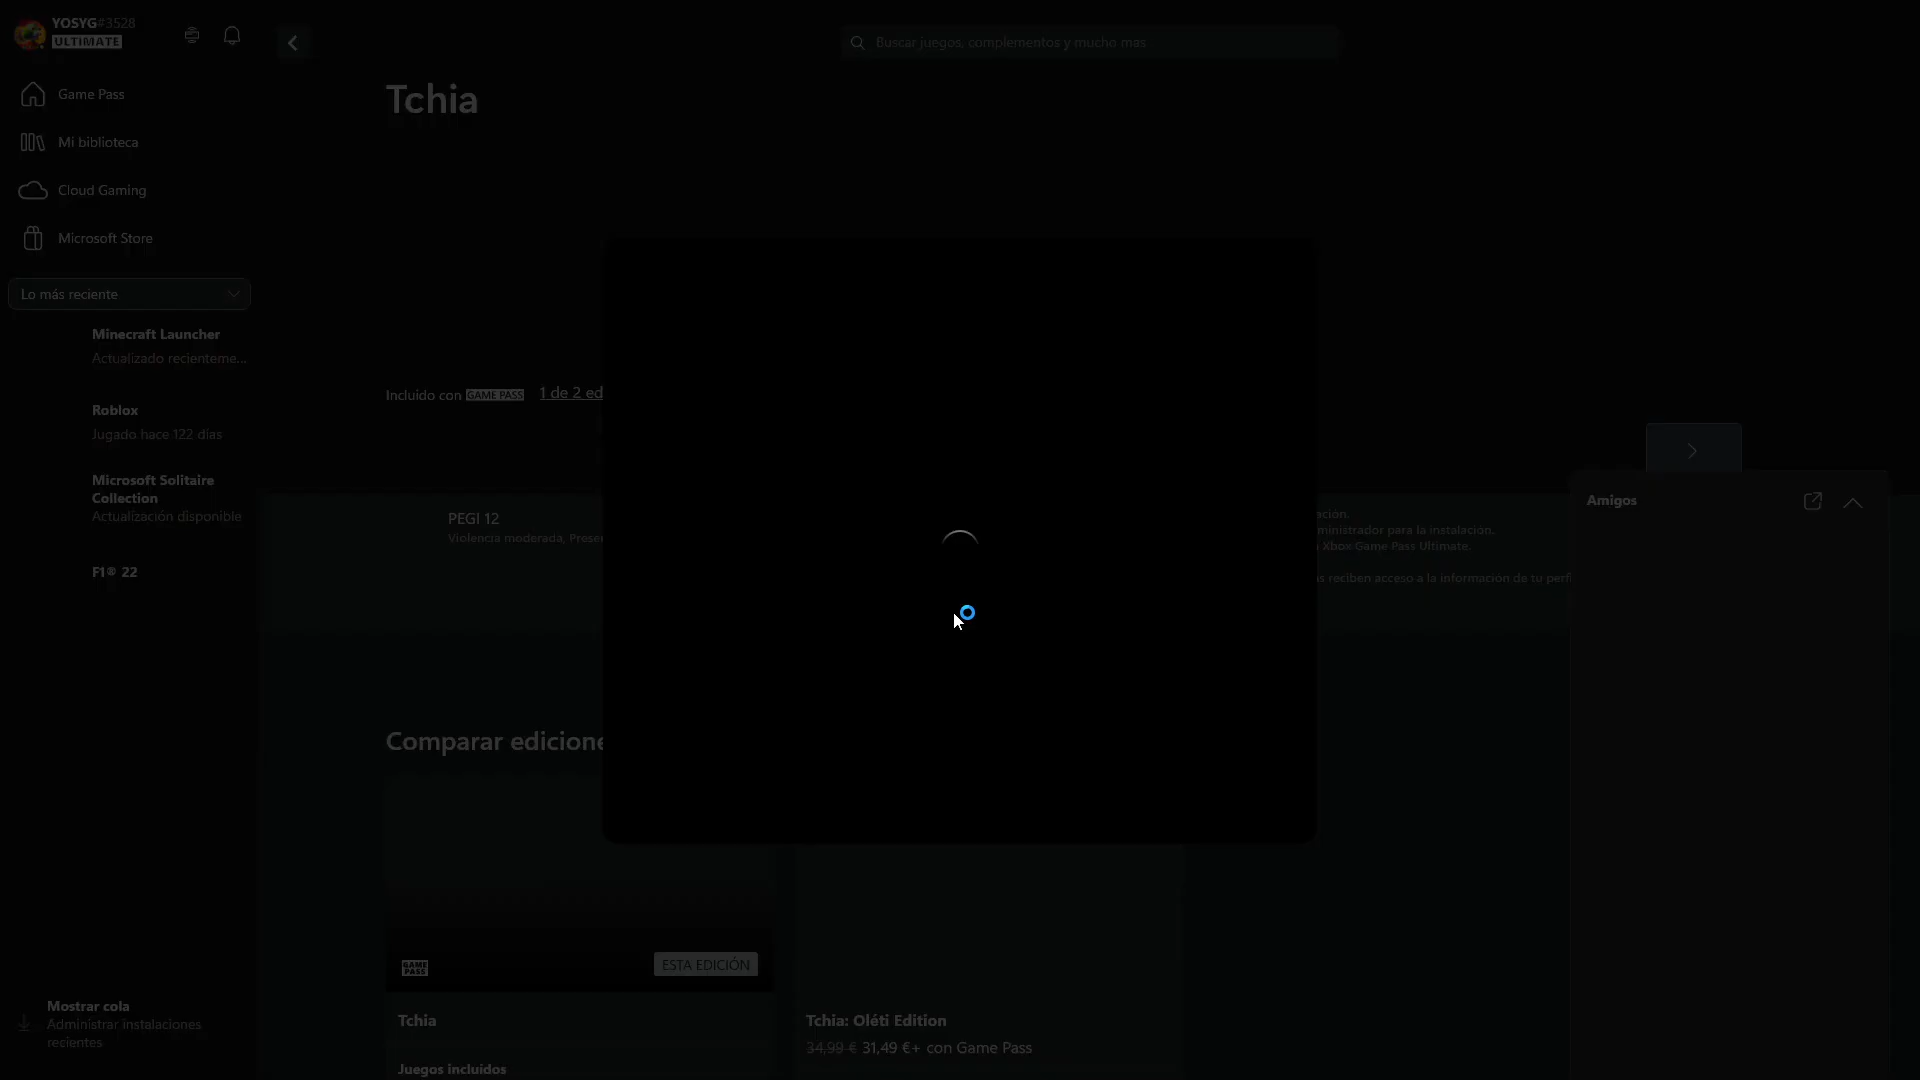 YOSYG#3528
ULTIMATE
Buscar juegos, complementos y mucho mas
Game Pass
Mi biblioteca
Cloud Gaming
Microsoft Store
Lo más reciente
Minecraft Launcher
Actualizado recienteme...
Roblox
Jugado hace 122 días
Microsoft Solitaire
Collection
Actualización disponible
F1® 22
Mostrar cola
Administrar instalaciones
recientes
Tchia
Incluido con GAME PASS
1 de 2 ed
PEGI 12
Violencia moderada, Prese
ación.
ministrador para la instalación.
Xbox Game Pass Ultimate.
s reciben acceso a la información de tu perf
Amigos
Comparar edicione
GAME
PASS
ESTA EDICIÓN
Tchia
Juegos incluidos
Tchia: Oléti Edition
34,99 € 31,49 €+ con Game Pass